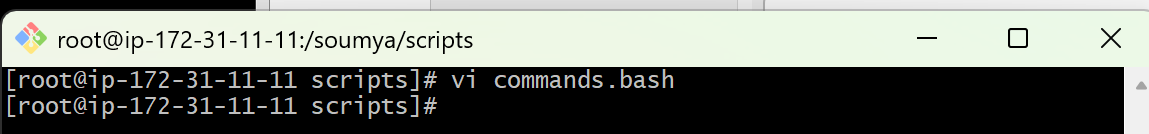 root@ip-172-31-11-11:/soumya/scripts
[root@ip-172-31-11-11 scripts]# vi commands.bash
[root@ip-172-31-11-11 scripts]#